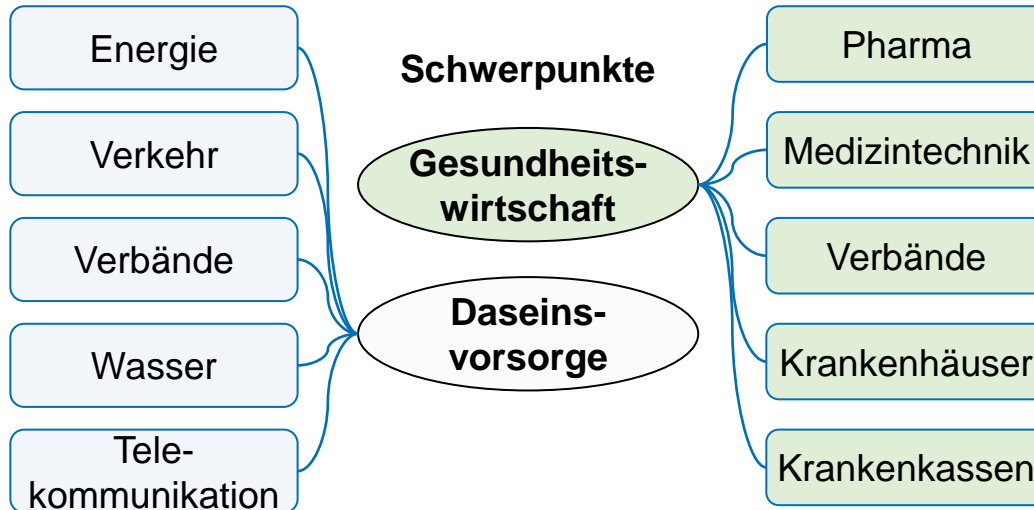 Energie
Verkehr
Verbände
Wasser
Tele-
kommunikation
Schwerpunkte
Gesundheits-
wirtschaft
Daseins-
vorsorge
Pharma
Medizintechnik
Verbände
Krankenhäuser
Krankenkassen